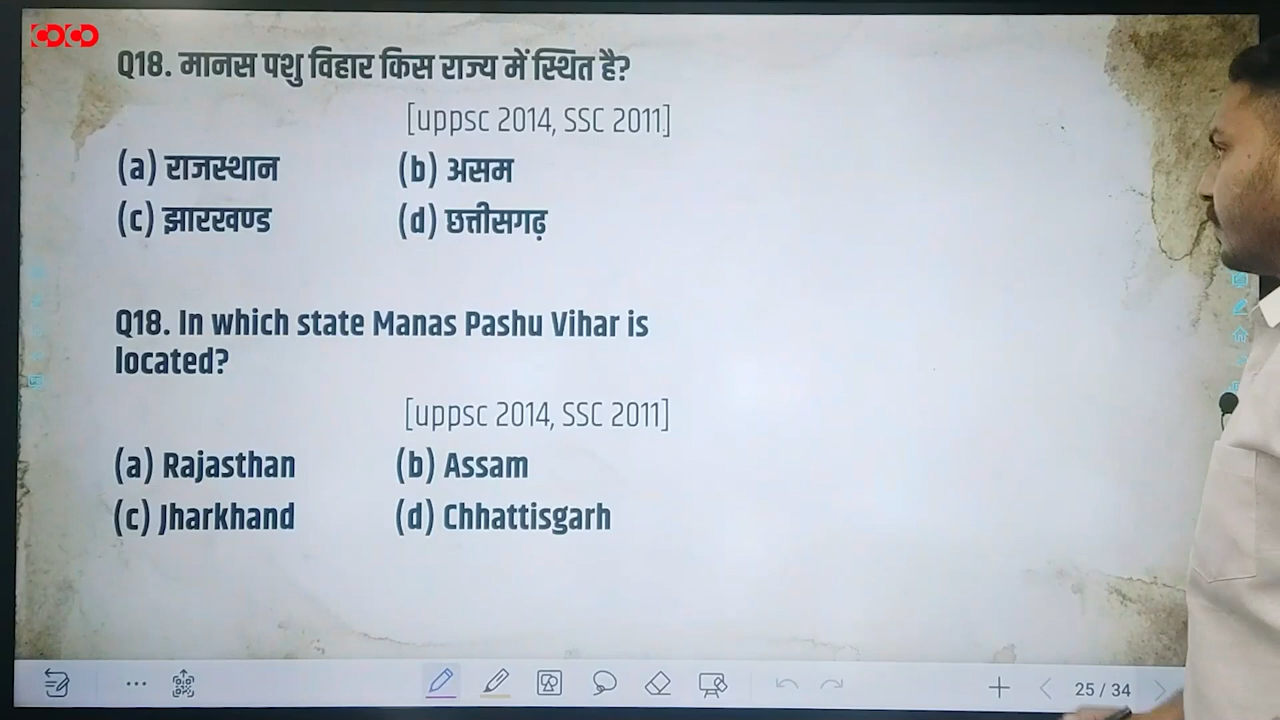 Q18. मानस पशु विहार किस राज्य में स्थित है?
[uppsc 2014, SSC 2011]
(a) राजस्थान (b) असम
(c) झारखण्ड (d) छत्तीसगढ़
Q18. In which state Manas Pashu Vihar is
located?
[uppsc 2014, SSC 2011]
(a) Rajasthan (b) Assam
(c) Jharkhand (d) Chhattisgarh
25 / 34